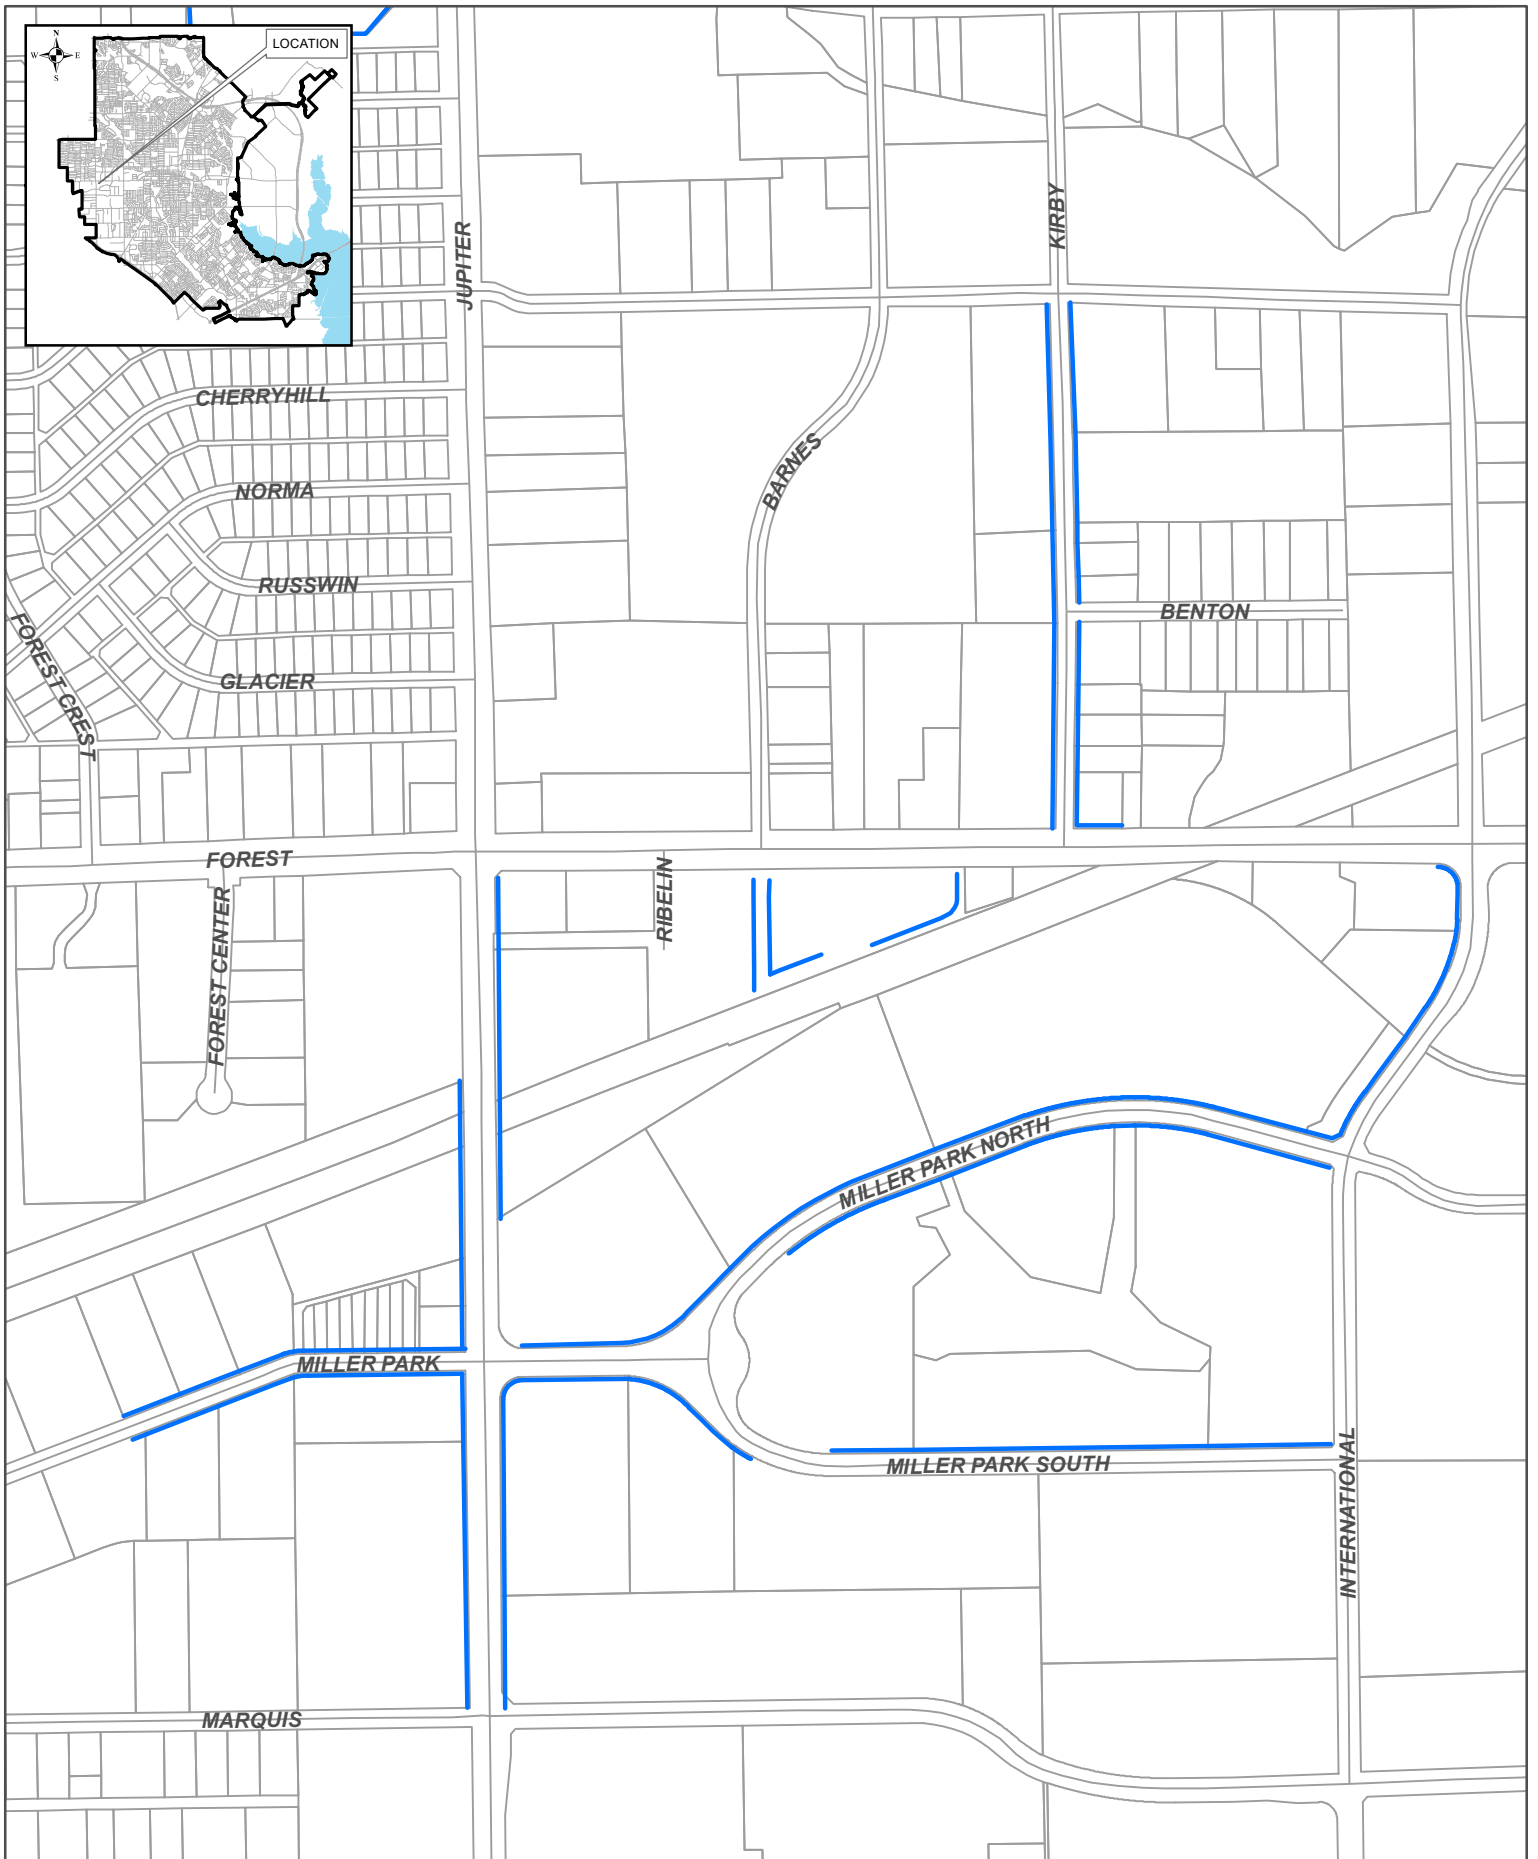 N
LOCATION
W
E
S
KIRBY
JUPITER
CHERRYHILL
BARNES
NORMA
RUSSWIN
BENTON
FOREST CREST
GLACIER
FOREST
RIBELIN
FOREST CENTER
MILLER PARK NORTH
MILLER PARK
MILLER PARK SOUTH
INTERNATIONAL
MARQUIS